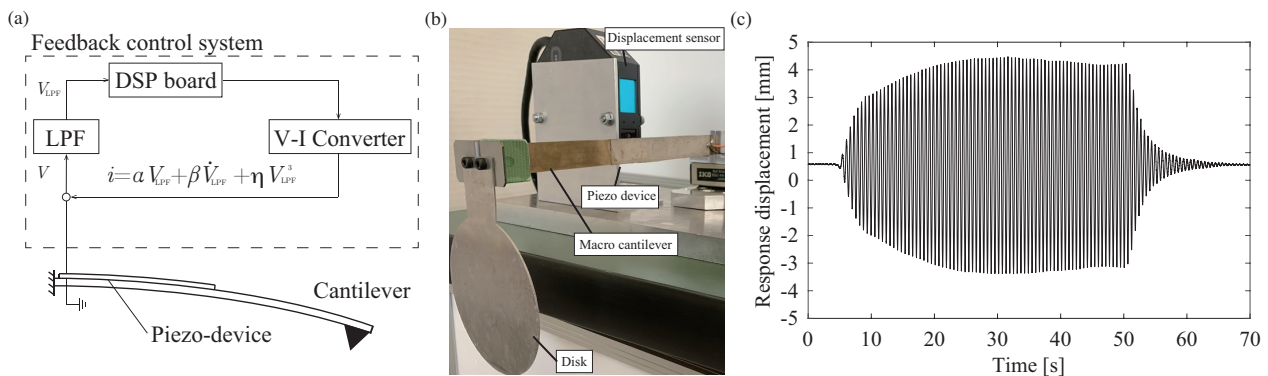 (a)
Feedback control system
V_LPF
DSP board
LPF
V-I Converter
V
i=α V_LPF+β V̇_LPF +η V³_LPF
Cantilever
Piezo-device
(b)
Displacement sensor
IKO
Piezo device
Macro cantilever
Disk
(c)
Response displacement [mm]
5
4
3
2
1
0
-1
-2
-3
-4
-5
0 10 20 30 40 50 60 70
Time [s]